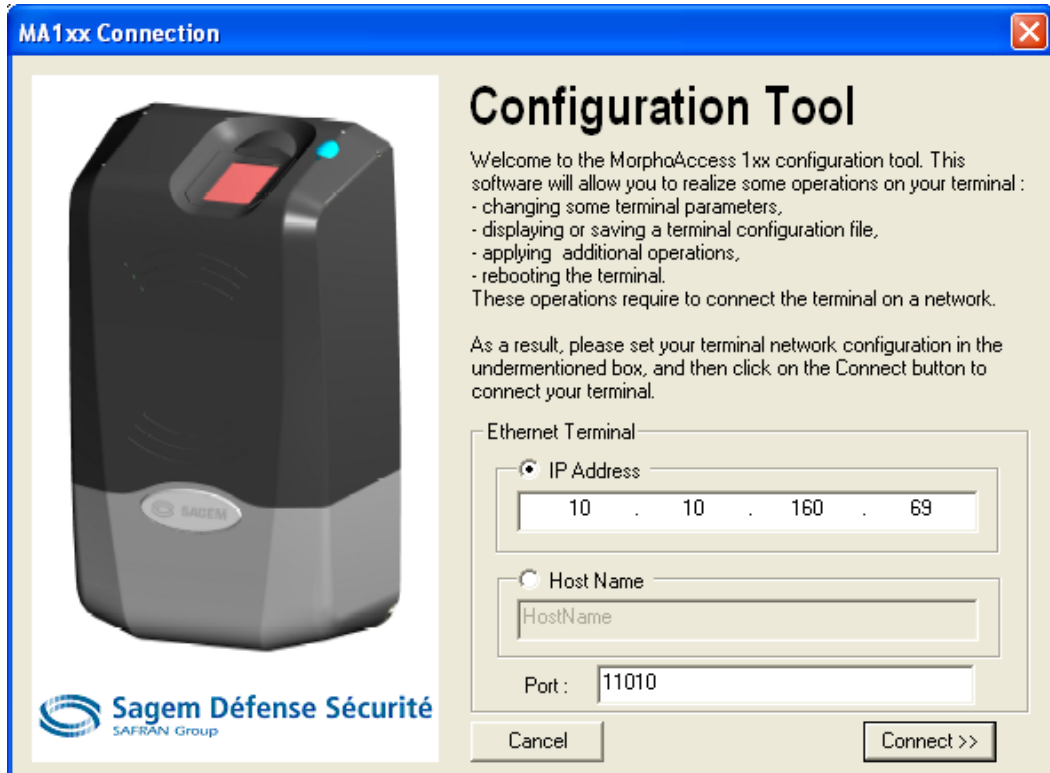 MA1xx Connection
Configuration Tool
Welcome to the MorphoAccess 1xx configuration tool. This
software will allow you to realize some operations on your terminal :
- changing some terminal parameters,
- displaying or saving a terminal configuration file,
- applying  additional operations,
- rebooting the terminal.
These operations require to connect the terminal on a network.
As a result, please set your terminal network configuration in the
undermentioned box, and then click on the Connect button to
connect your terminal.
Ethernet Terminal
IP Address
10 . 10 . 160 . 69
Host Name
HostName
Port : 11010
Cancel
Connect >>
SAGEM
Sagem Défense Sécurité
SAFRAN Group